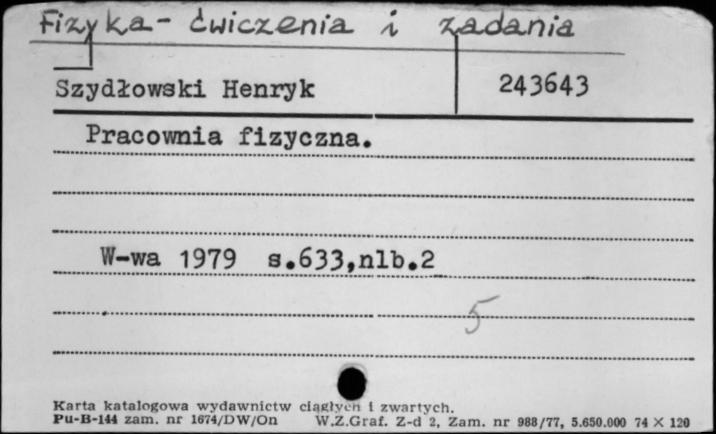 Fizyka - ćwiczenia i zadania
Szydłowski Henryk 243643
Pracownia fizyczna.
W-wa 1979 s.633,nlb.2
5
Karta katalogowa wydawnictw ciągłych i zwartych.
Pu-B-144 zam. nr 1674/DW/On W.Z.Graf. Z-d 2, Zam. nr 988/77, 5.650.000 74 X 120